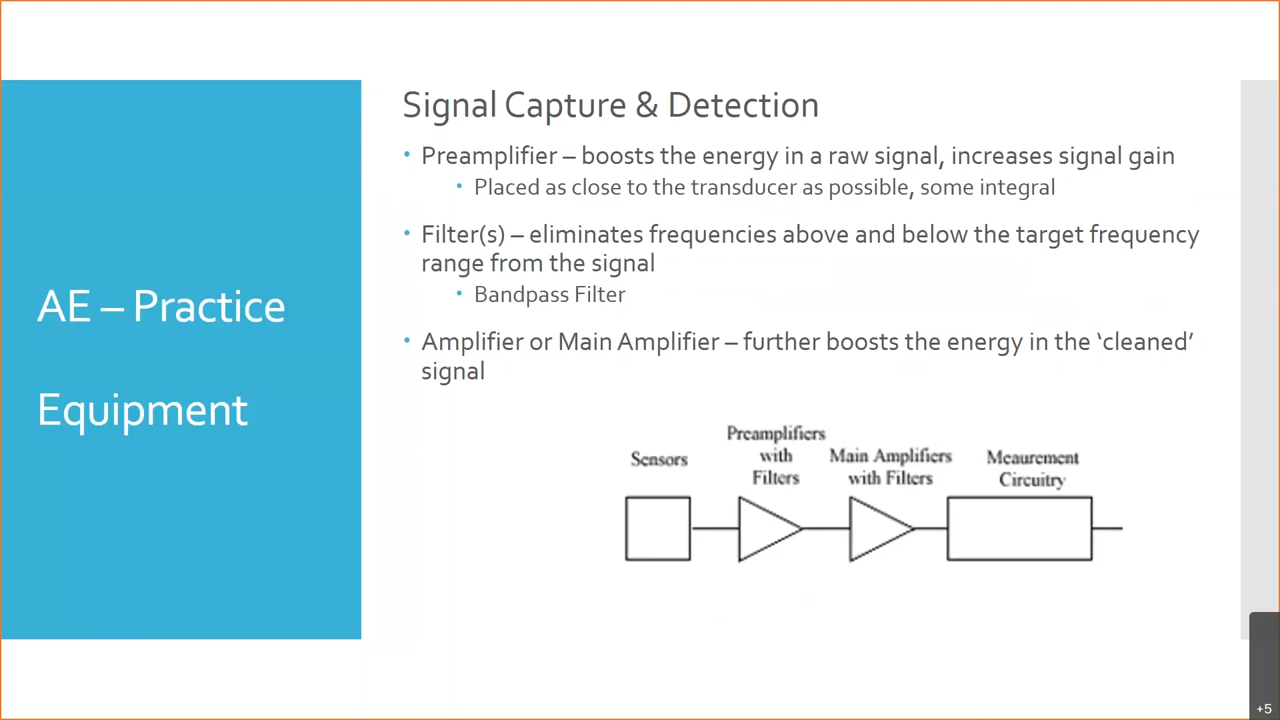 AE – Practice
Equipment
Signal Capture & Detection
• Preamplifier – boosts the energy in a raw signal, increases signal gain
• Placed as close to the transducer as possible, some integral
• Filter(s) – eliminates frequencies above and below the target frequency
range from the signal
• Bandpass Filter
• Amplifier or Main Amplifier – further boosts the energy in the ‘cleaned’
signal
Sensors
Preamplifiers
with
Filters
Main Amplifiers
with Filters
Meaurement
Circuitry
+5